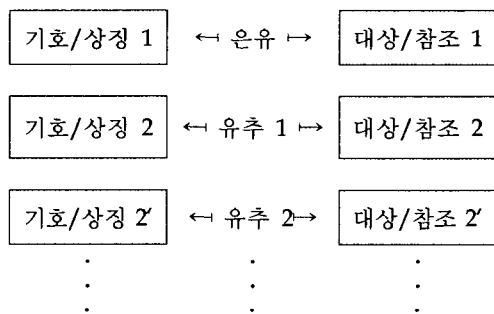 기호/상징 1 ↤ 은유 ↦ 대상/참조 1
기호/상징 2 ↤ 유추 1 ↦ 대상/참조 2
기호/상징 2′ ↤ 유추 2 ↦ 대상/참조 2′
. . .
. . .
. . .